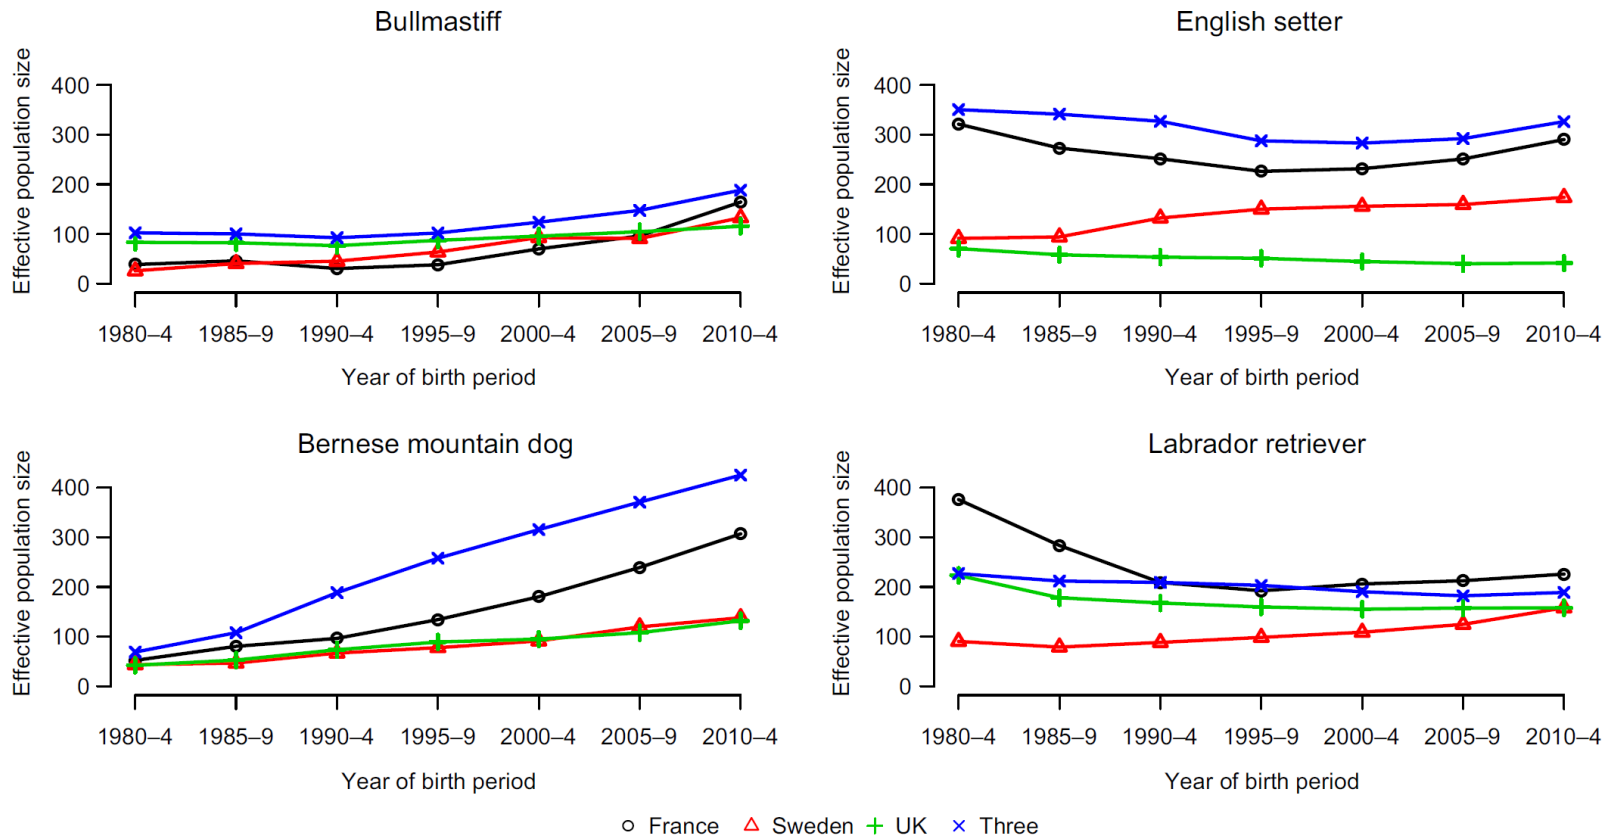 Bullmastiff
Effective population size
400
300
200
100
0
1980–4 1985–9 1990–4 1995–9 2000–4 2005–9 2010–4
Year of birth period
English setter
Effective population size
400
300
200
100
0
1980–4 1985–9 1990–4 1995–9 2000–4 2005–9 2010–4
Year of birth period
Bernese mountain dog
Effective population size
400
300
200
100
0
1980–4 1985–9 1990–4 1995–9 2000–4 2005–9 2010–4
Year of birth period
Labrador retriever
Effective population size
400
300
200
100
0
1980–4 1985–9 1990–4 1995–9 2000–4 2005–9 2010–4
Year of birth period
France Sweden UK Three